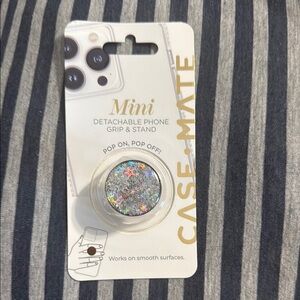 Mini
DETACHABLE PHONE
GRIP & STAND
POP ON, POP OFF!
CASE-MATE
Works on smooth surfaces.